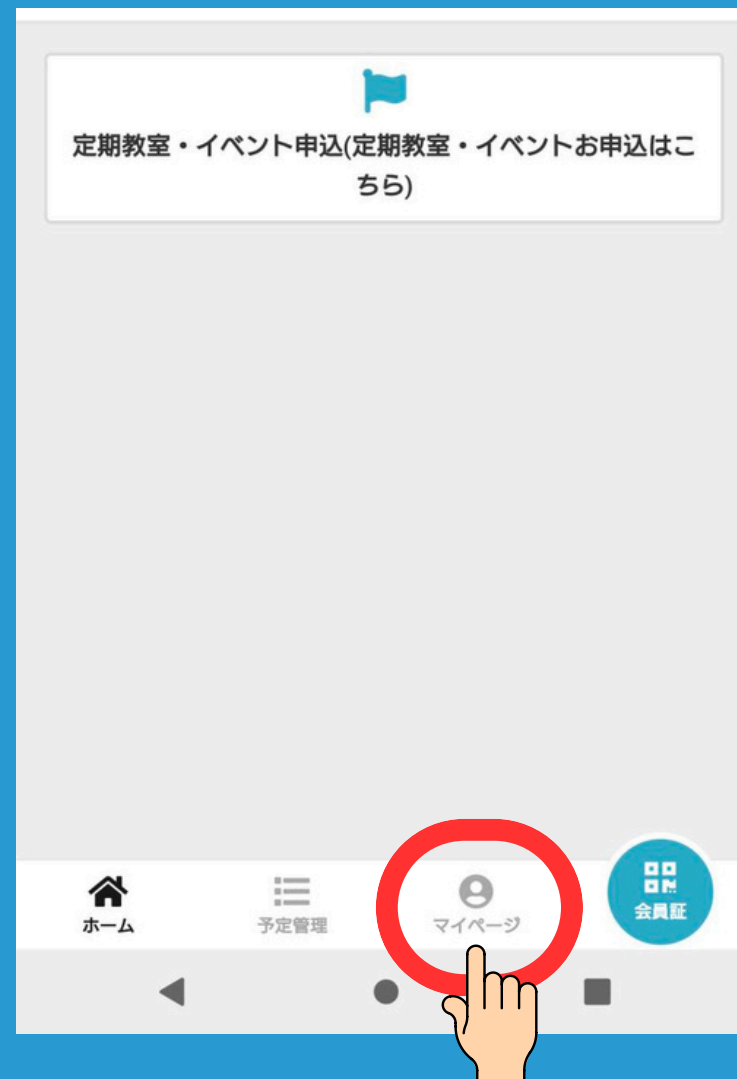 定期教室・イベント申込(定期教室・イベントお申込はこ
ちら)
ホーム
予定管理
マイページ
会員証